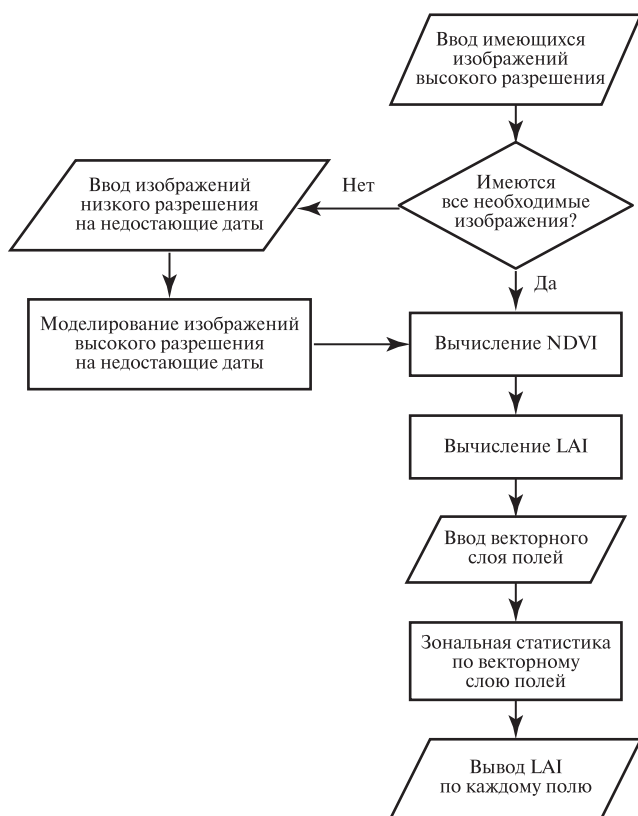 Ввод имеющихся
изображений
высокого разрешения
Имеются
все необходимые
изображения?
Нет
Ввод изображений
низкого разрешения
на недостающие даты
Да
Моделирование изображений
высокого разрешения
на недостающие даты
Вычисление NDVI
Вычисление LAI
Ввод векторного
слоя полей
Зональная статистика
по векторному
слою полей
Вывод LAI
по каждому полю